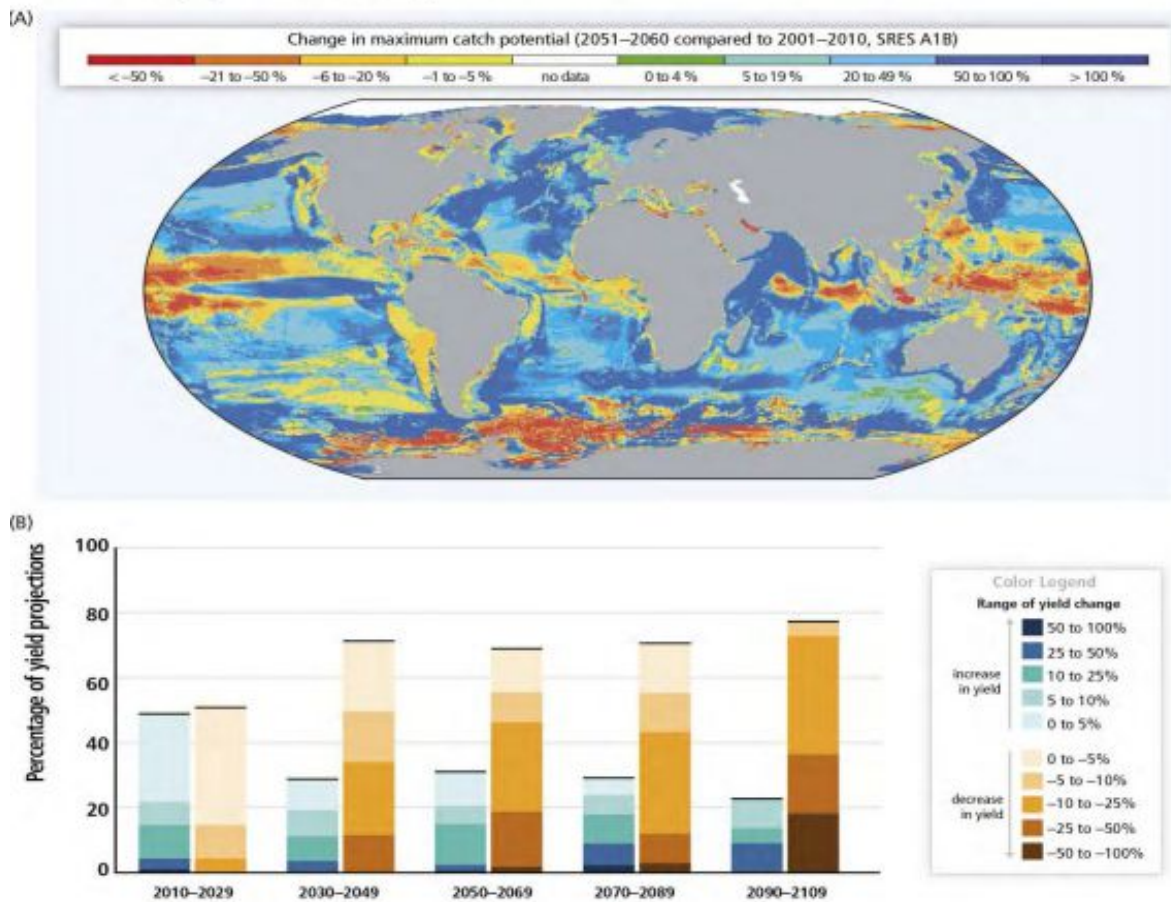 (A)
Change in maximum catch potential (2051–2060 compared to 2001–2010, SRES A1B)
< –50 % –21 to –50 % –6 to –20 % –1 to –5 % no data 0 to 4 % 5 to 19 % 20 to 49 % 50 to 100 % > 100 %
(B)
Percentage of yield projections
100
80
60
40
20
0
2010–2029 2030–2049 2050–2069 2070–2089 2090–2109
Color Legend
Range of yield change
increase in yield
50 to 100%
25 to 50%
10 to 25%
5 to 10%
0 to 5%
decrease in yield
0 to –5%
–5 to –10%
–10 to –25%
–25 to –50%
–50 to –100%